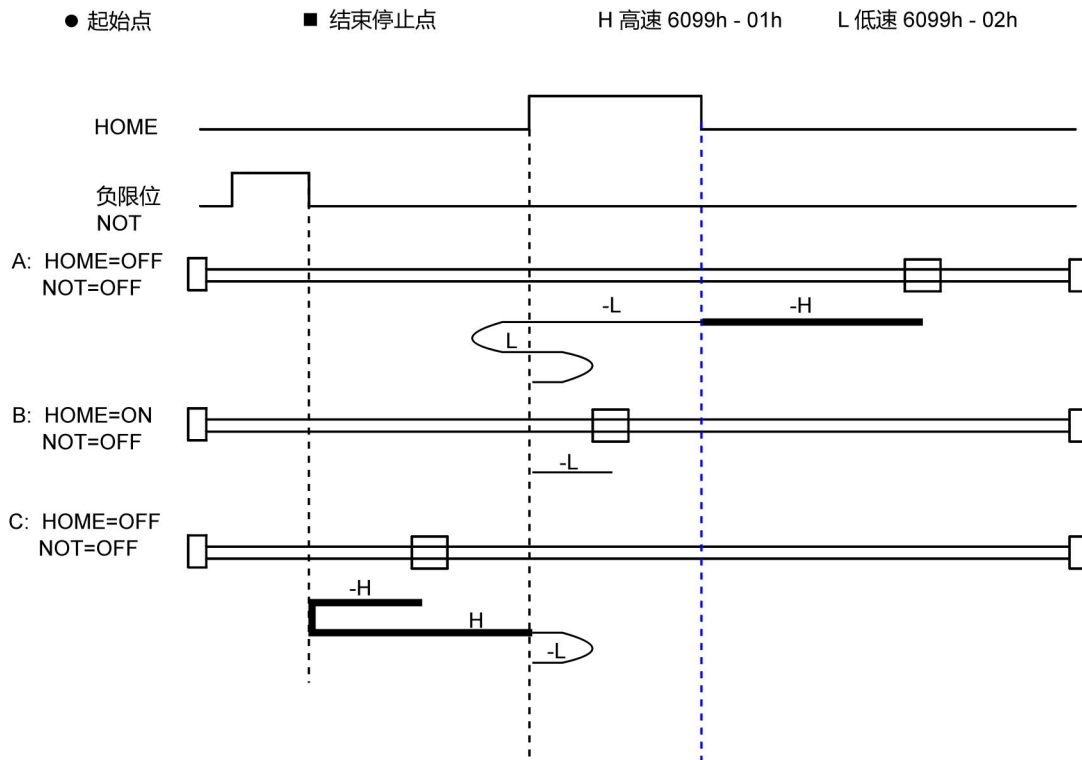 ● 起始点 ■ 结束停止点 H 高速 6099h - 01h L 低速 6099h - 02h
HOME
负限位
NOT
A: HOME=OFF
NOT=OFF
-L -H
L
B: HOME=ON
NOT=OFF
-L
C: HOME=OFF
NOT=OFF
-H
H
-L